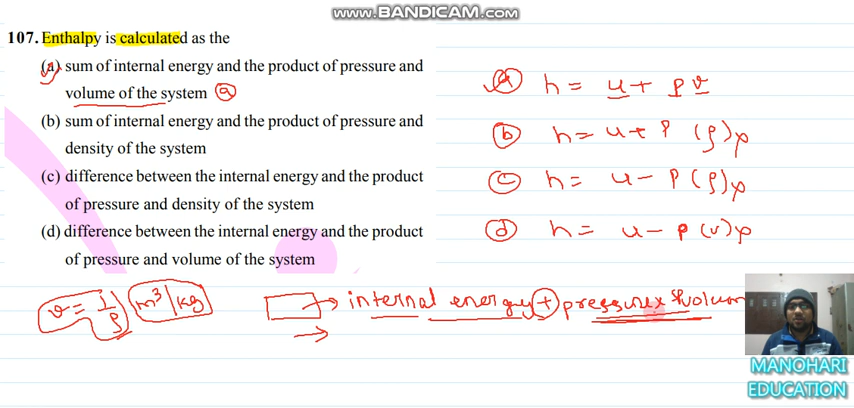 www.BANDICAM.com
107. Enthalpy is calculated as the
(a) sum of internal energy and the product of pressure and
volume of the system (a)
(b) sum of internal energy and the product of pressure and
density of the system
(c) difference between the internal energy and the product
of pressure and density of the system
(d) difference between the internal energy and the product
of pressure and volume of the system
(a) h = u + p v
(b) h = u + p (ρ) x
(c) h = u - p (ρ) x
(d) h = u - p (v) x
v = 1/ρ m³/kg
internal energy + pressure x
MANOHARI
EDUCATION